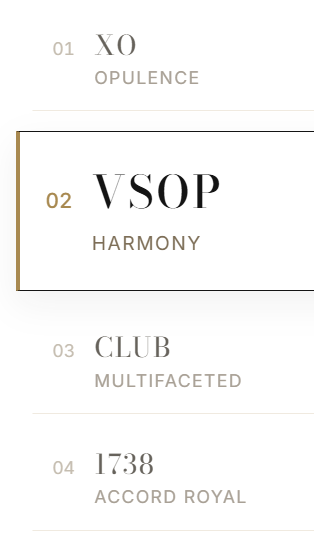 01 XO
OPULENCE
02 VSOP
HARMONY
03 CLUB
MULTIFACETED
04 1738
ACCORD ROYAL